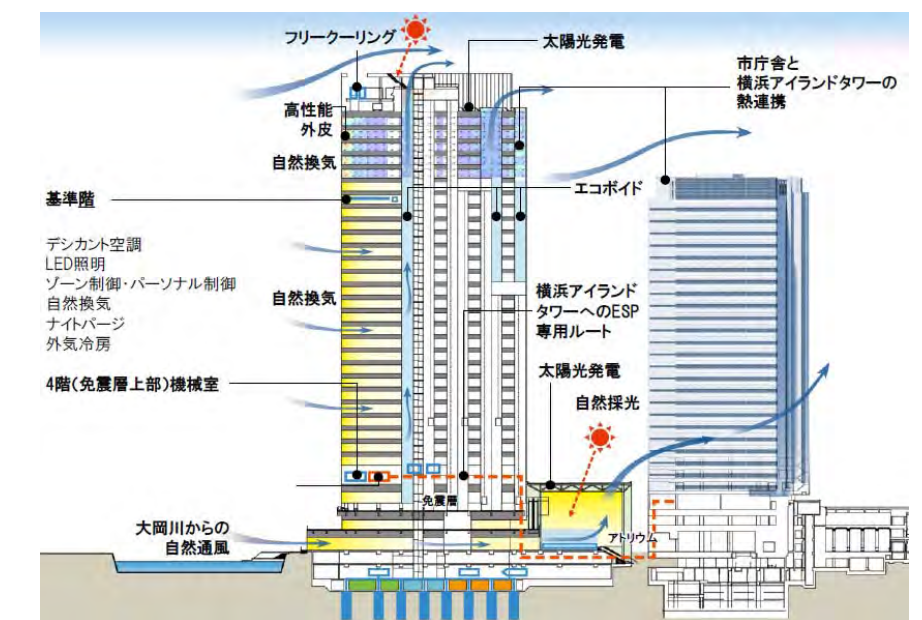 フリークーリング
太陽光発電
市庁舎と
横浜アイランドタワーの
熱連携
高性能
外皮
自然換気
エコボイド
基準階
デシカント空調
LED照明
ゾーン制御・パーソナル制御
自然換気
ナイトパージ
外気冷房
自然換気
横浜アイランド
タワーへのESP
専用ルート
4階(免震層上部)機械室
太陽光発電
自然採光
免震層
大岡川からの
自然通風
アトリウム